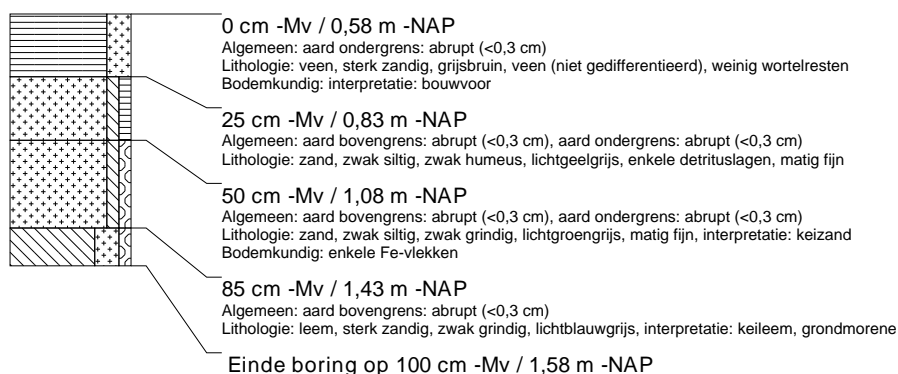 0 cm -Mv / 0,58 m -NAP
Algemeen: aard ondergrens: abrupt (<0,3 cm)
Lithologie: veen, sterk zandig, grijsbruin, veen (niet gedifferentieerd), weinig wortelresten
Bodemkundig: interpretatie: bouwvoor
25 cm -Mv / 0,83 m -NAP
Algemeen: aard bovengrens: abrupt (<0,3 cm), aard ondergrens: abrupt (<0,3 cm)
Lithologie: zand, zwak siltig, zwak humeus, lichtgeelgrijs, enkele detrituslagen, matig fijn
50 cm -Mv / 1,08 m -NAP
Algemeen: aard bovengrens: abrupt (<0,3 cm), aard ondergrens: abrupt (<0,3 cm)
Lithologie: zand, zwak siltig, zwak grindig, lichtgroengrijs, matig fijn, interpretatie: keizand
Bodemkundig: enkele Fe-vlekken
85 cm -Mv / 1,43 m -NAP
Algemeen: aard bovengrens: abrupt (<0,3 cm)
Lithologie: leem, sterk zandig, zwak grindig, lichtblauwgrijs, interpretatie: keileem, grondmorene
Einde boring op 100 cm -Mv / 1,58 m -NAP